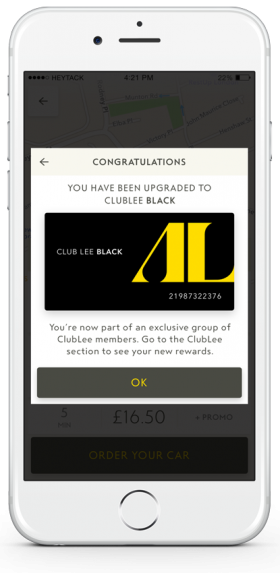 HEYTACK 4:21 PM 22%
CONGRATULATIONS
YOU HAVE BEEN UPGRADED TO
CLUBLEE BLACK
CLUB LEE BLACK
AL
21987322376
You're now part of an exclusive group of
ClubLee members. Go to the ClubLee
section to see your new rewards.
OK
5 £16.50 + PROMO
MIN
ORDER YOUR CAR